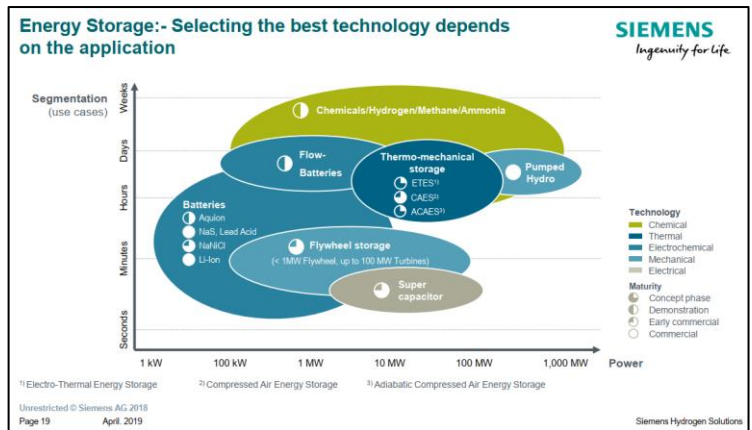 Energy Storage:- Selecting the best technology depends
on the application
SIEMENS
Ingenuity for Life
Segmentation
(use cases)
Weeks
Days
Hours
Minutes
Seconds
Chemicals/Hydrogen/Methane/Ammonia
Flow-
Batteries
Thermo-mechanical
storage
ETES1)
CAES2)
ACAES3)
Pumped
Hydro
Batteries
Aquion
NaS, Lead Acid
NaNiCl
Li-Ion
Flywheel storage
(< 1MW Flywheel, up to 100 MW Turbines)
Super
capacitor
1 kW
100 kW
1 MW
10 MW
100 MW
1,000 MW
Power
Technology
Chemical
Thermal
Electrochemical
Mechanical
Electrical
Maturity
Concept phase
Demonstration
Early commercial
Commercial
1) Electro-Thermal Energy Storage
2) Compressed Air Energy Storage
3) Adiabatic Compressed Air Energy Storage
Unrestricted © Siemens AG 2018
Page 19
April. 2019
Siemens Hydrogen Solutions